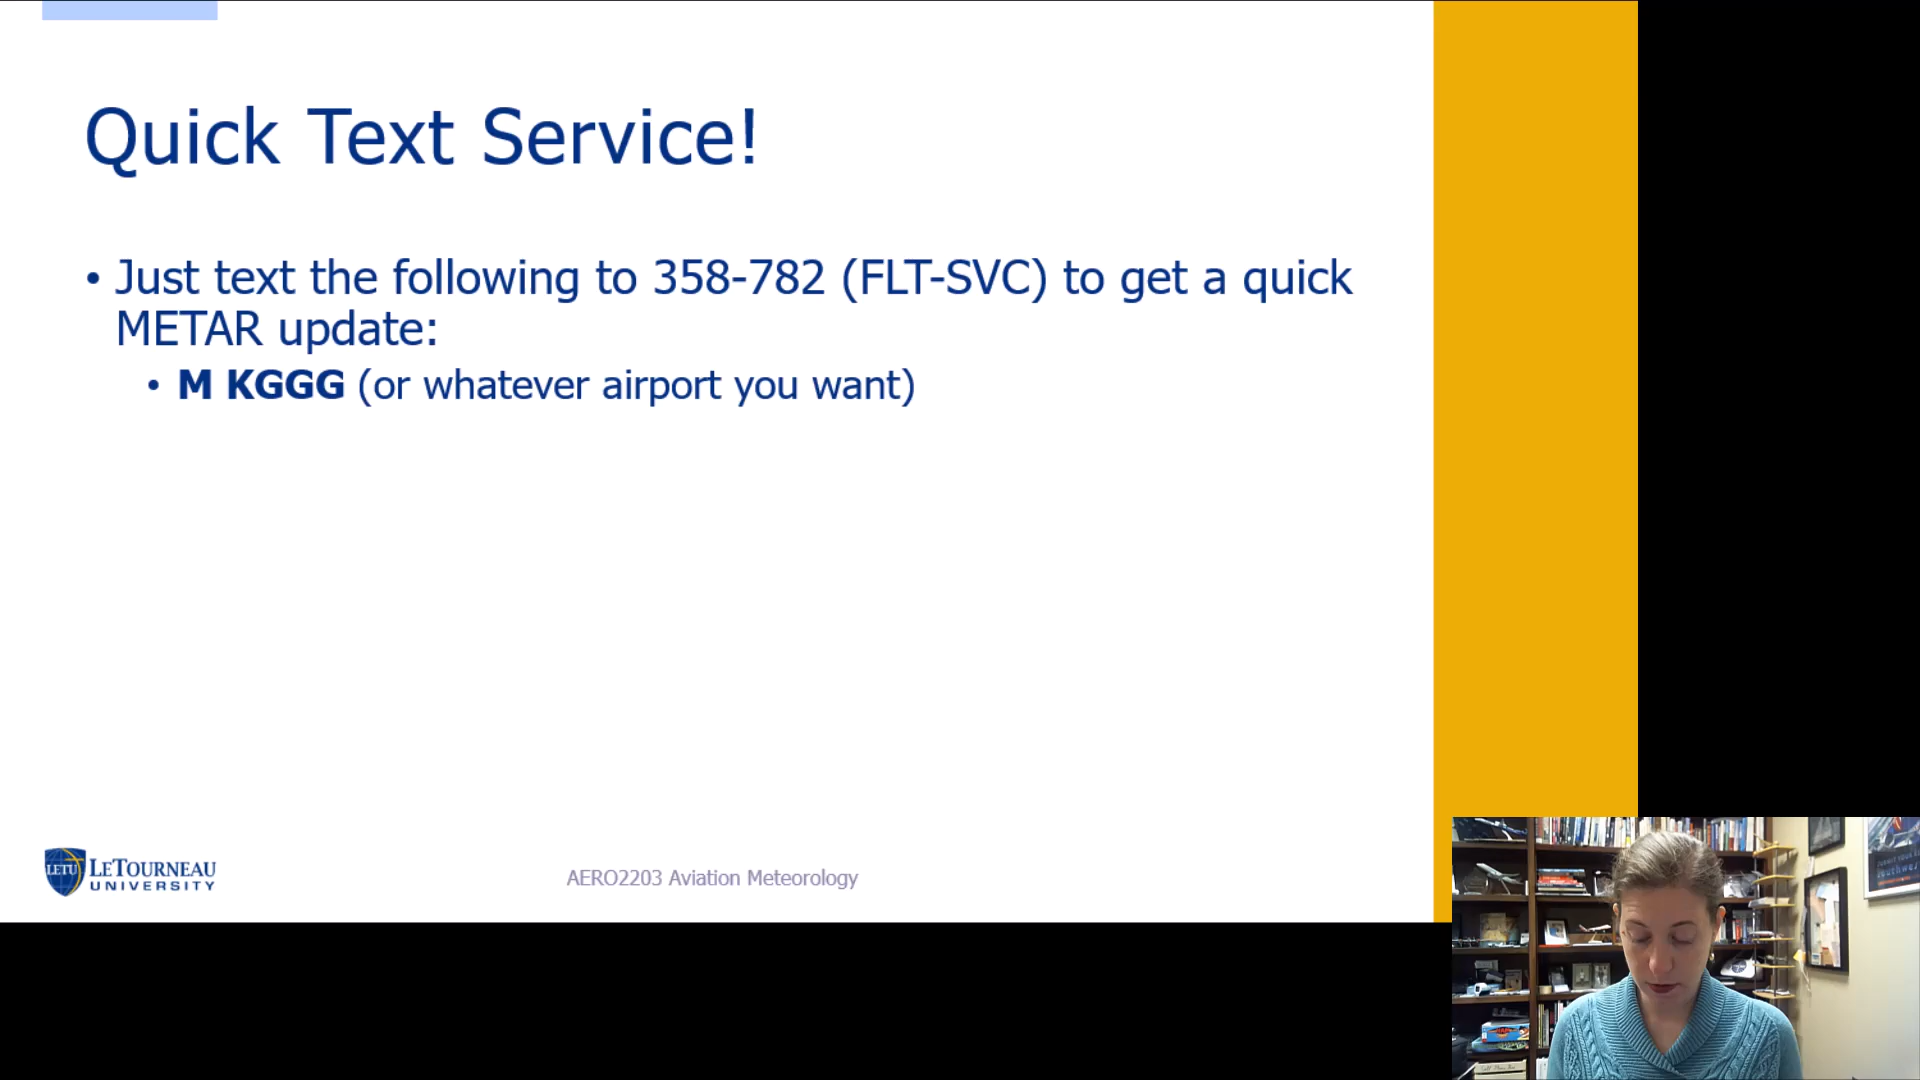 Quick Text Service!
• Just text the following to 358-782 (FLT-SVC) to get a quick
METAR update:
• M KGGG (or whatever airport you want)
LETU LETOURNEAU
UNIVERSITY
AERO2203 Aviation Meteorology